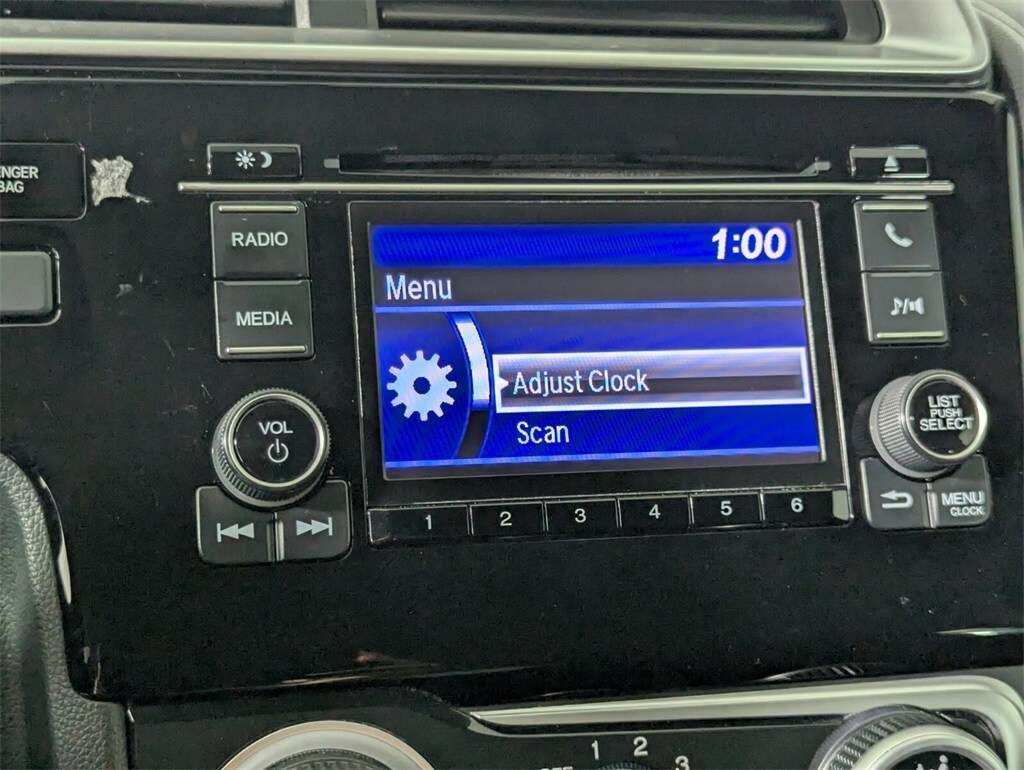 ENGER
BAG
RADIO
MEDIA
VOL
1:00
Menu
Adjust Clock
Scan
LIST
PUSH
SELECT
MENU
CLOCK
1 2 3 4 5 6
1 2 3